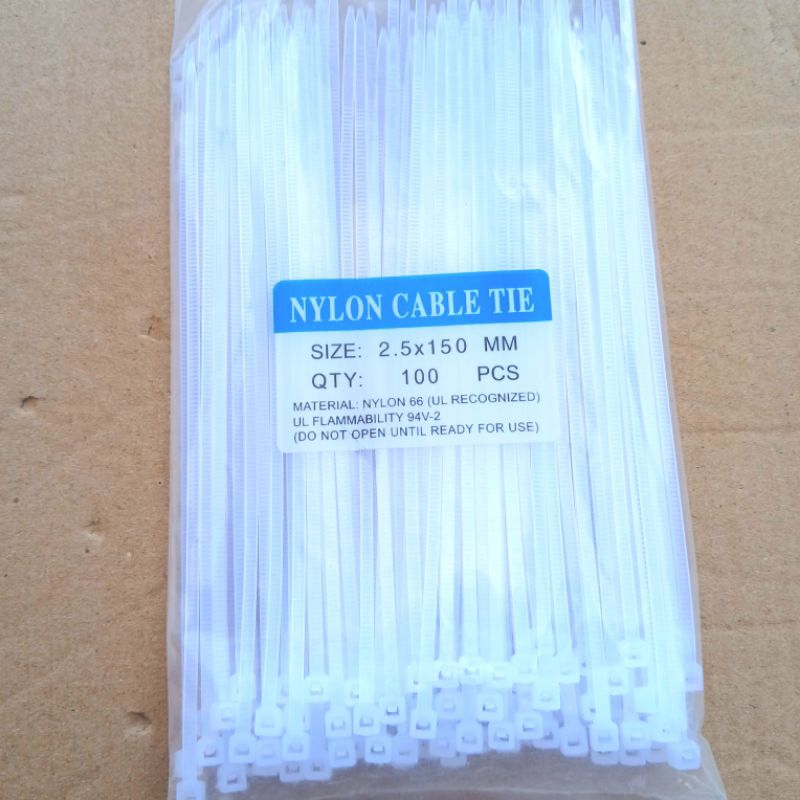 NYLON CABLE TIE
SIZE: 2.5x150 MM
QTY: 100 PCS
MATERIAL: NYLON 66 (UL RECOGNIZED)
UL FLAMMABILITY 94V-2
(DO NOT OPEN UNTIL READY FOR USE)